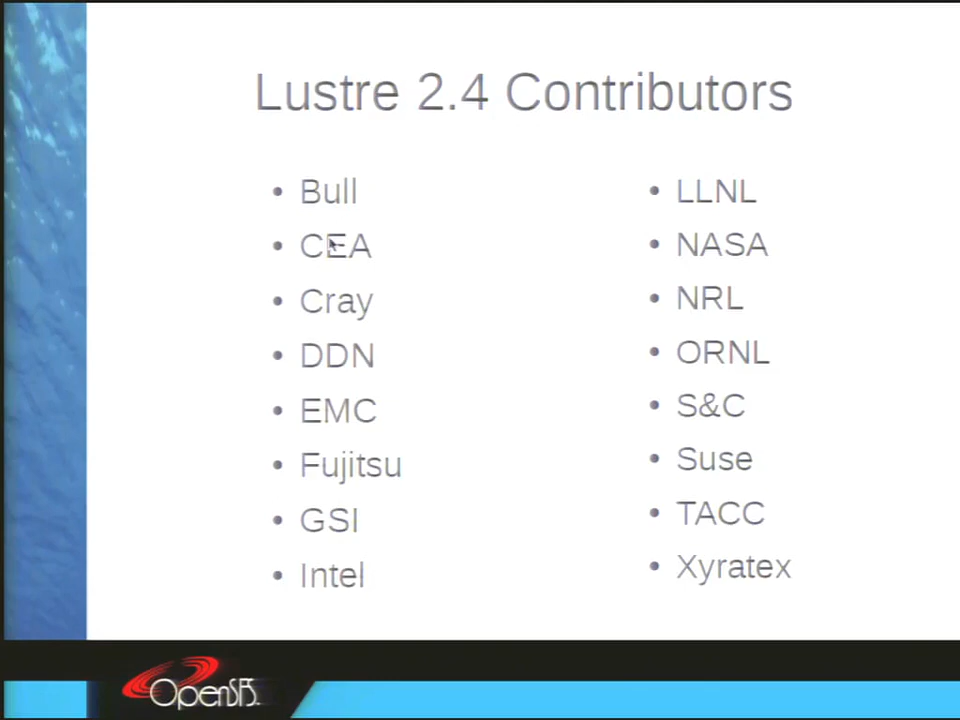 Lustre 2.4 Contributors
• Bull
• CEA
• Cray
• DDN
• EMC
• Fujitsu
• GSI
• Intel
• LLNL
• NASA
• NRL
• ORNL
• S&C
• Suse
• TACC
• Xyratex
OpenSFS